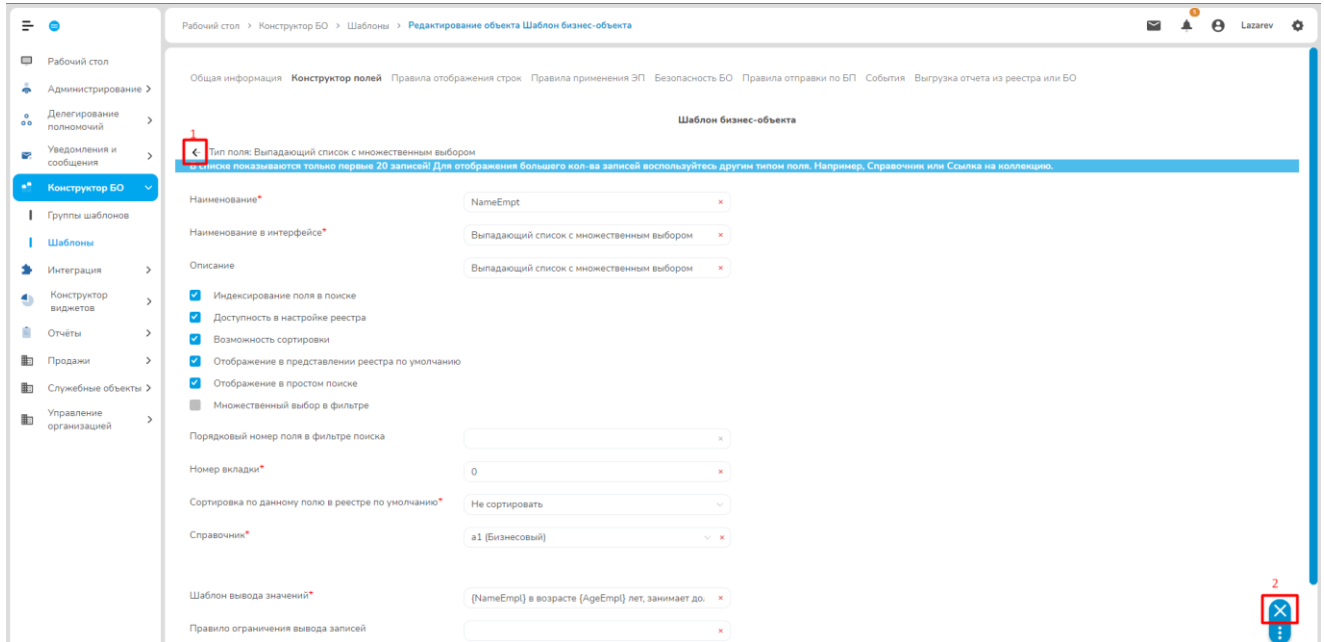 Рабочий стол > Конструктор БО > Шаблоны > Редактирование объекта Шаблон бизнес-объекта
5
Lazarev
Рабочий стол
Администрирование
Делегирование
полномочий
Уведомления и
сообщения
Конструктор БО
Группы шаблонов
Шаблоны
Интеграция
Конструктор
виджетов
Отчёты
Продажи
Служебные объекты
Управление
организацией
Общая информация Конструктор полей Правила отображения строк Правила применения ЭП Безопасность БО Правила отправки по БП События Выгрузка отчета из реестра или БО
Шаблон бизнес-объекта
1
Тип поля: Выпадающий список с множественным выбором
В списке показываются только первые 20 записей! Для отображения большего кол-ва записей воспользуйтесь другим типом поля. Например, Справочник или Ссылка на коллекцию.
Наименование* NameEmpt
Наименование в интерфейсе* Выпадающий список с множественным выбором
Описание Выпадающий список с множественным выбором
Индексирование поля в поиске
Доступность в настройке реестра
Возможность сортировки
Отображение в представлении реестра по умолчанию
Отображение в простом поиске
Множественный выбор в фильтре
Порядковый номер поля в фильтре поиска
Номер вкладки* 0
Сортировка по данному полю в реестре по умолчанию* Не сортировать
Справочник* a1 (Бизнесовый)
2
Шаблон вывода значений* {NameEmpl} в возрасте {AgeEmpl} лет, занимает до
Правило ограничения вывода записей